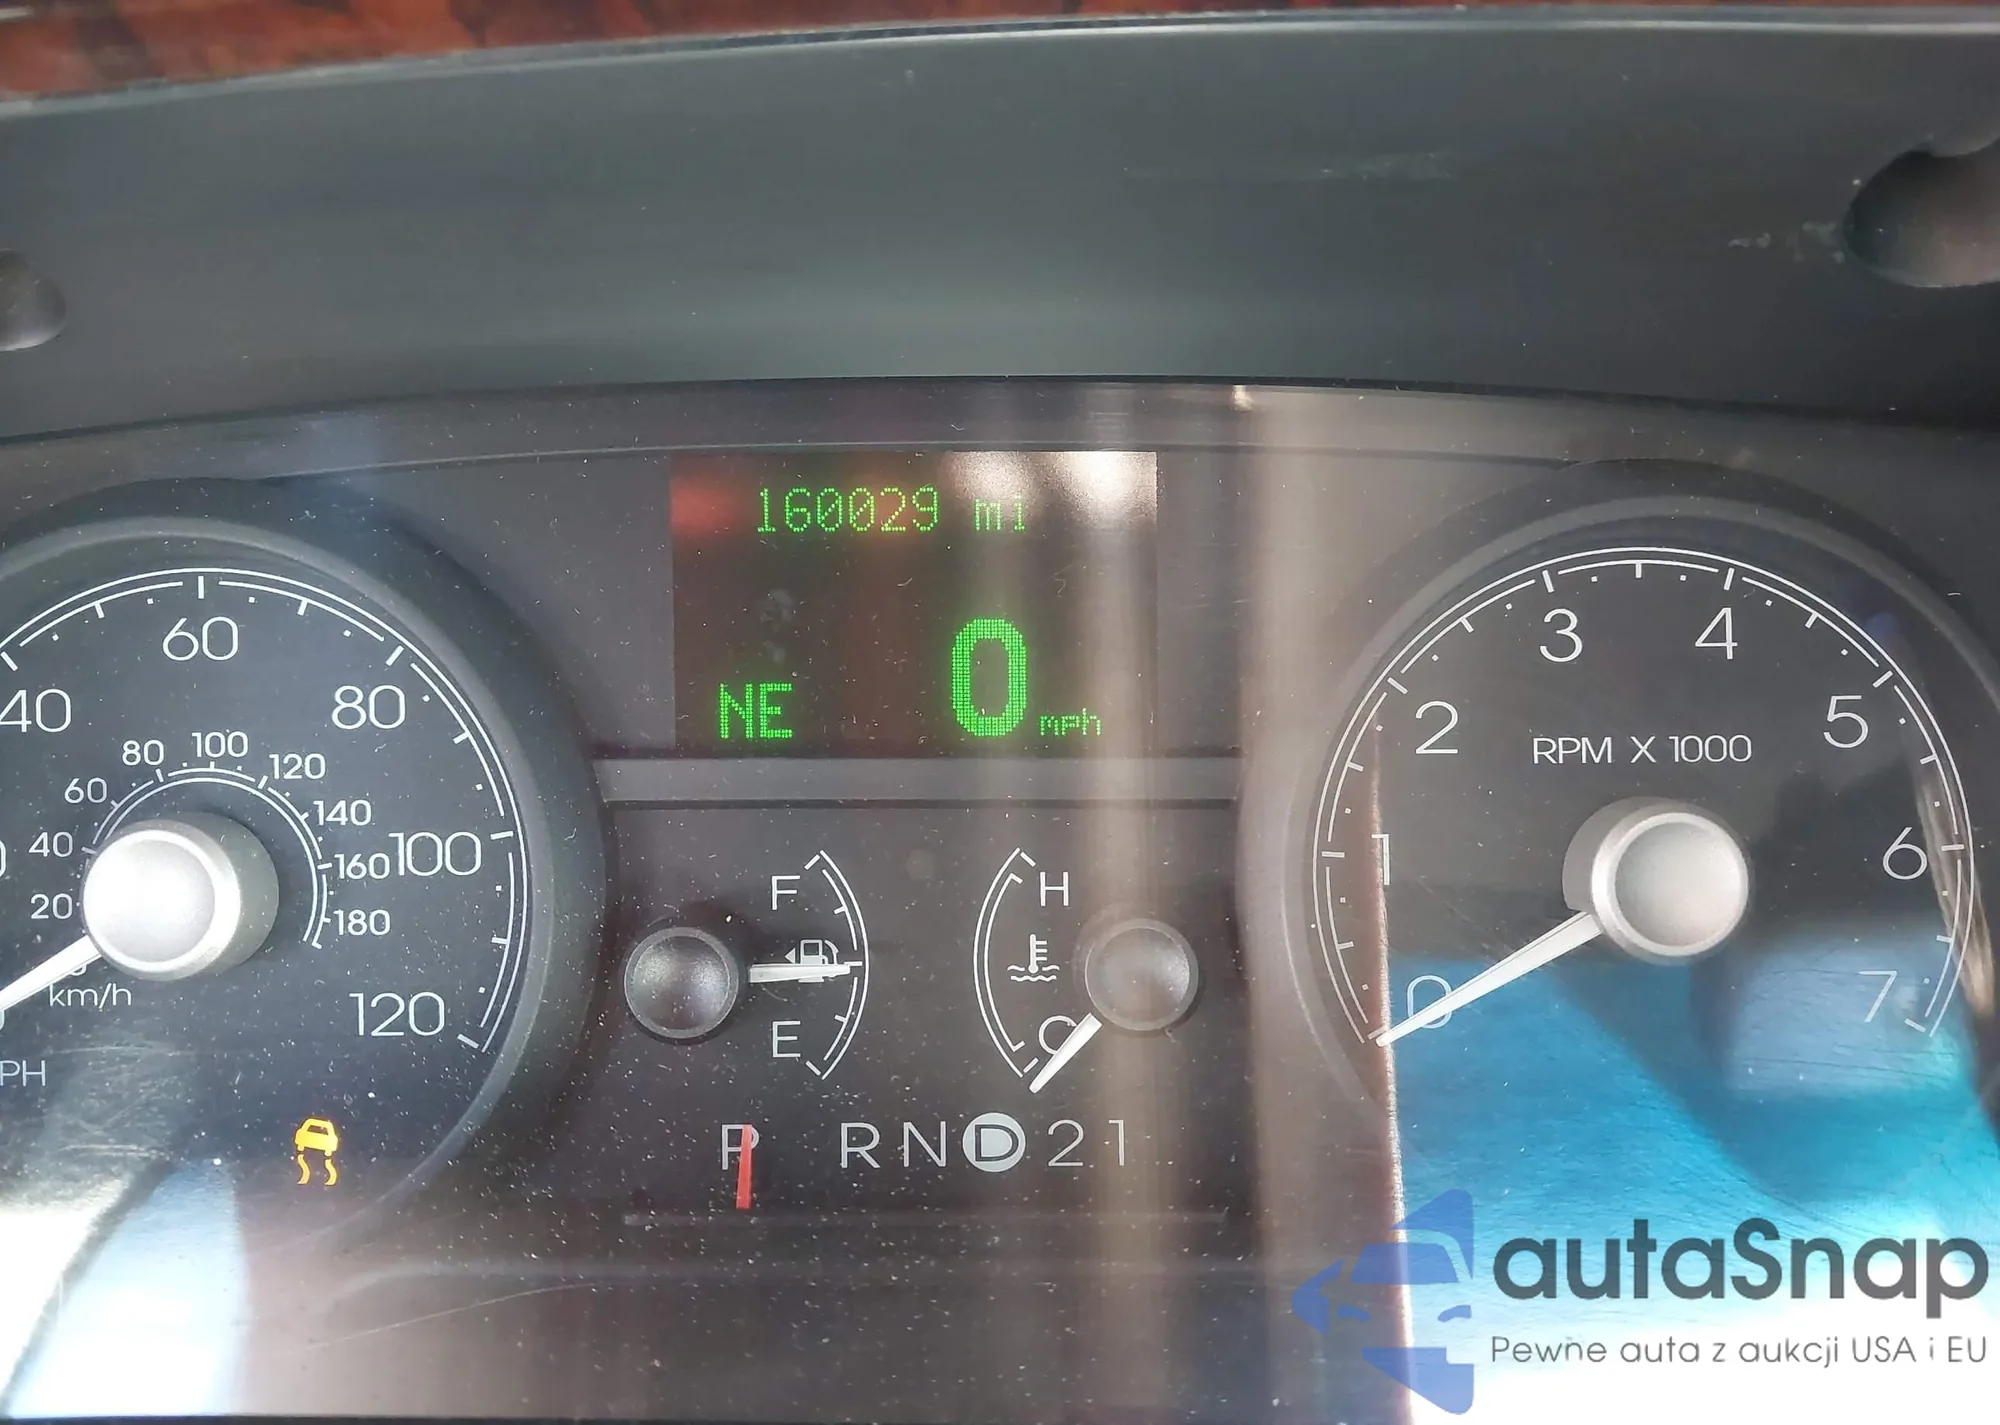 160029 mi
NE 0 mph
40 60 80 100 120
20 40 60 80 100 120 140 160 180
km/h
PH
F
E
H
C
0 1 2 3 4 5 6 7
RPM X 1000
P R N D 2 1
autaSnap
Pewne auta z aukcji USA i EU